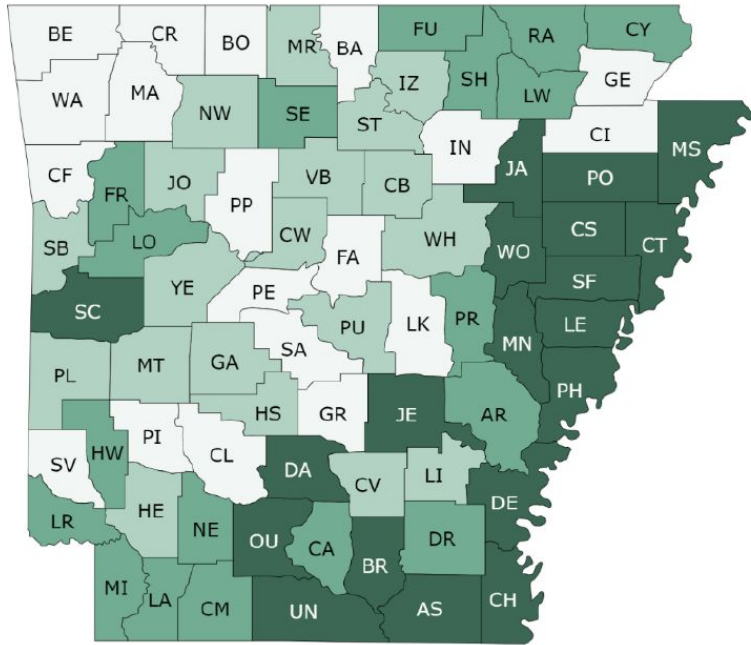 BE CR BO MR BA FU RA CY
WA MA NW SE ST IZ SH LW GE
CF FR JO PP VB CB IN JA CI MS
PO
SB LO CW WH WO CS CT
SC YE PE FA SF
PU LK PR MN LE
PL MT GA SA PH
HS GR JE AR
SV HW PI CL DA CV LI DE
LR HE NE OU CA BR DR
MI LA CM UN AS CH